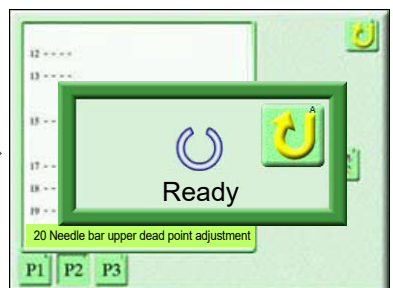 12 ----
13 ----
15 --
A
17 --
Ready
18 --
19 --
20 Needle bar upper dead point adjustment
P1 P2 P3